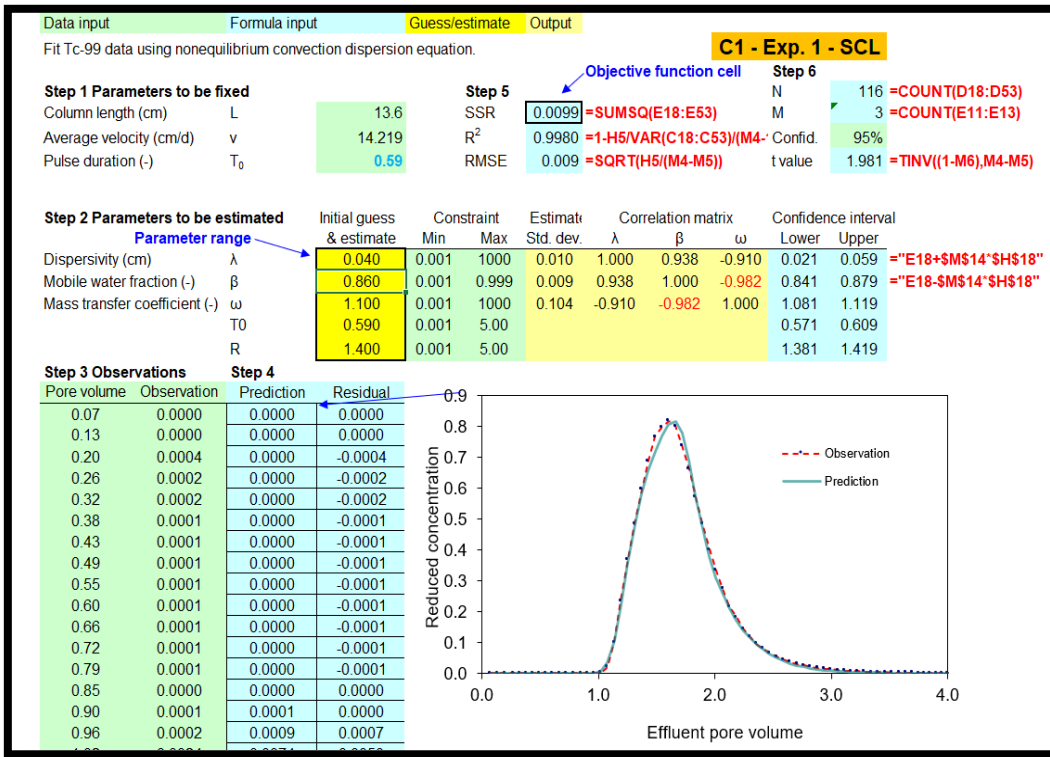 Data input Formula input Guess/estimate Output
Fit Tc-99 data using nonequilibrium convection dispersion equation.
C1 - Exp. 1 - SCL
Objective function cell Step 6
Step 1 Parameters to be fixed Step 5 N 116 =COUNT(D18:D53)
Column length (cm) L 13.6 SSR 0.0099 =SUMSQ(E18:E53) M 3 =COUNT(E11:E13)
Average velocity (cm/d) v 14.219 R² 0.9980 =1-H5/VAR(C18:C53)/(M4- Confid. 95%
Pulse duration (-) T₀ 0.59 RMSE 0.009 =SQRT(H5/(M4-M5)) t value 1.981 =TINV((1-M6),M4-M5)
Step 2 Parameters to be estimated Initial guess Constraint Estimate Correlation matrix Confidence interval
Parameter range & estimate Min Max Std. dev. λ β ω Lower Upper
Dispersivity (cm) λ 0.040 0.001 1000 0.010 1.000 0.938 -0.910 0.021 0.059 ="E18+$M$14*$H$18"
Mobile water fraction (-) β 0.860 0.001 0.999 0.009 0.938 1.000 -0.982 0.841 0.879 ="E18-$M$14*$H$18"
Mass transfer coefficient (-) ω 1.100 0.001 1000 0.104 -0.910 -0.982 1.000 1.081 1.119
T0 0.590 0.001 5.00 0.571 0.609
R 1.400 0.001 5.00 1.381 1.419
Step 3 Observations Step 4
Pore volume Observation Prediction Residual
0.07 0.0000 0.0000 0.0000
0.13 0.0000 0.0000 0.0000
0.20 0.0004 0.0000 -0.0004
0.26 0.0002 0.0000 -0.0002
0.32 0.0002 0.0000 -0.0002
0.38 0.0001 0.0000 -0.0001
0.43 0.0001 0.0000 -0.0001
0.49 0.0001 0.0000 -0.0001
0.55 0.0001 0.0000 -0.0001
0.60 0.0001 0.0000 -0.0001
0.66 0.0001 0.0000 -0.0001
0.72 0.0001 0.0000 -0.0001
0.79 0.0001 0.0000 -0.0001
0.85 0.0000 0.0000 0.0000
0.90 0.0001 0.0001 0.0000
0.96 0.0002 0.0009 0.0007
0.9
0.8
0.7
0.6
0.5
0.4
0.3
0.2
0.1
0.0
Reduced concentration
Observation
Prediction
0.0 1.0 2.0 3.0 4.0
Effluent pore volume